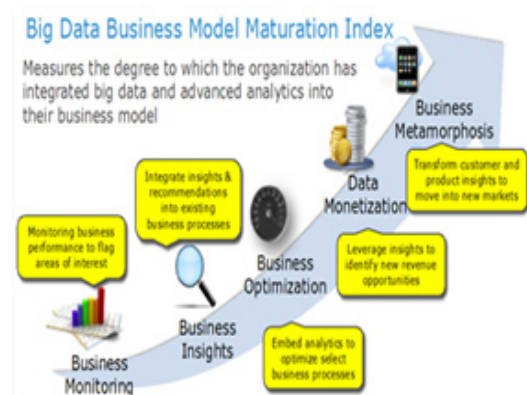 Big Data Business Model Maturation Index
Measures the degree to which the organization has
integrated big data and advanced analytics into
their business model
Business
Metamorphosis
Transform customer and
product insights to
move into new markets
Integrate insights &
recommendations
into existing
business processes
Data
Monetization
Monitoring business
performance to flag
areas of interest
Leverage insights to
identify new revenue
opportunities
Business
Optimization
Business
Insights
Embed analytics to
optimize select
business processes
Business
Monitoring